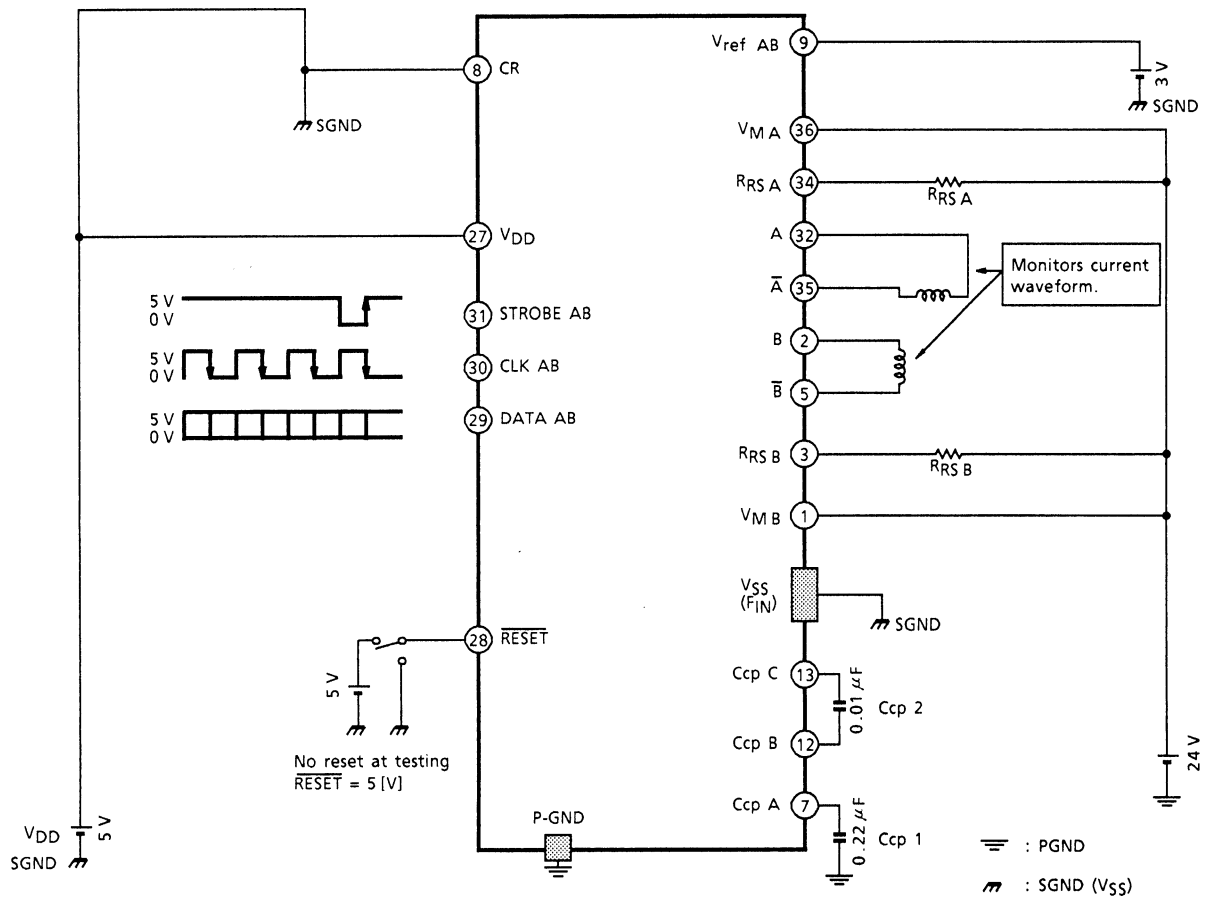 Vref AB
9
3 V
SGND
8
CR
SGND
VM A
36
RRS A
34
RRS A
A
32
27
VDD
A̅
35
Monitors current
waveform.
5 V
0 V
31
STROBE AB
B
2
5 V
0 V
30
CLK AB
B̅
5
5 V
0 V
29
DATA AB
RRS B
3
RRS B
VM B
1
VSS
(FIN)
SGND
28
R̅E̅S̅E̅T̅
5 V
No reset at testing
R̅E̅S̅E̅T̅ = 5 [V]
Ccp C
13
0.01 μF
Ccp 2
Ccp B
12
24 V
Ccp A
7
0.22 μF
Ccp 1
P-GND
VDD
5 V
SGND
: PGND
: SGND (VSS)